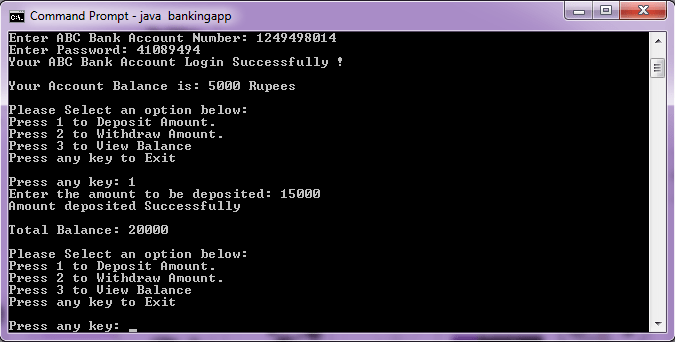 Command Prompt - java  bankingapp
Enter ABC Bank Account Number: 1249498014
Enter Password: 41089494
Your ABC Bank Account Login Successfully !
Your Account Balance is: 5000 Rupees
Please Select an option below:
Press 1 to Deposit Amount.
Press 2 to Withdraw Amount.
Press 3 to View Balance
Press any key to Exit
Press any key: 1
Enter the amount to be deposited: 15000
Amount deposited Successfully
Total Balance: 20000
Please Select an option below:
Press 1 to Deposit Amount.
Press 2 to Withdraw Amount.
Press 3 to View Balance
Press any key to Exit
Press any key: _